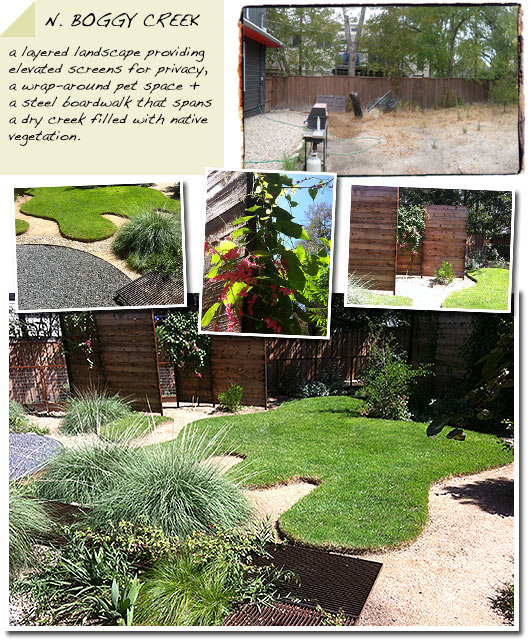 N. BOGGY CREEK
a layered landscape providing
elevated screens for privacy,
a wrap-around pet space +
a steel boardwalk that spans
a dry creek filled with native
vegetation.